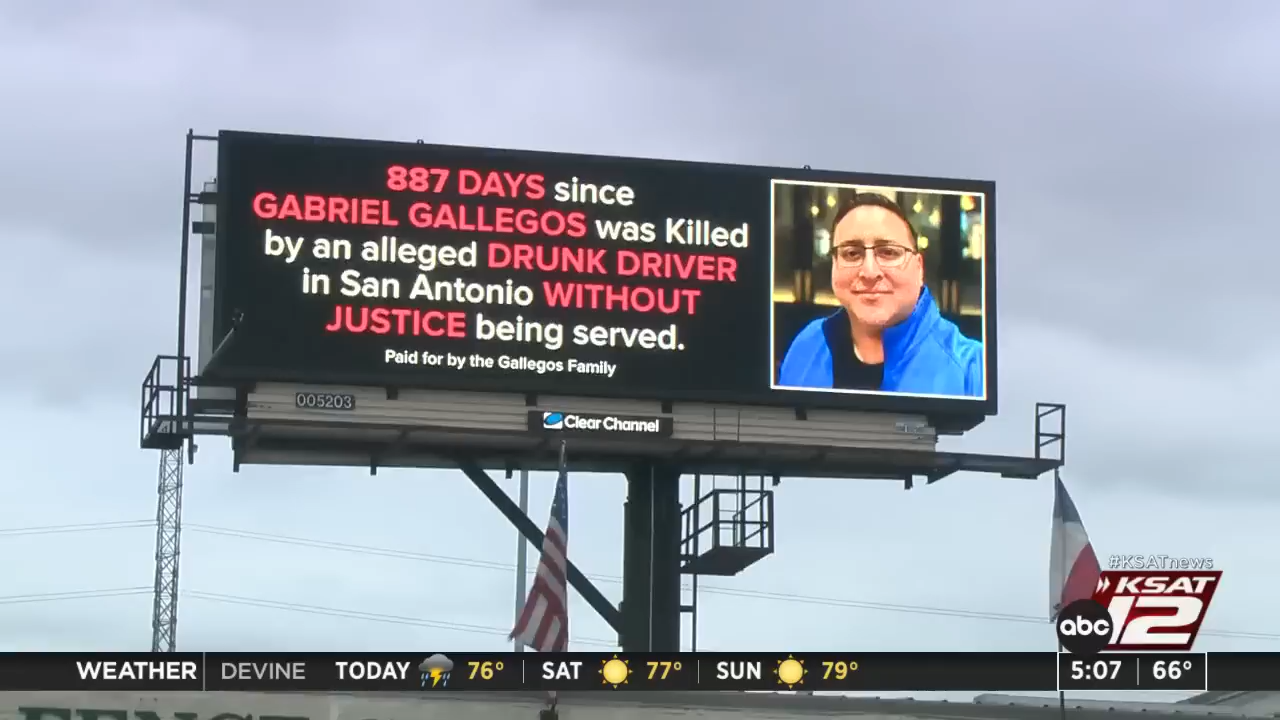 887 DAYS since
GABRIEL GALLEGOS was Killed
by an alleged DRUNK DRIVER
in San Antonio WITHOUT
JUSTICE being served.
Paid for by the Gallegos Family
005203
Clear Channel
#KSATnews
KSAT
abc 12
WEATHER DEVINE TODAY 76° SAT 77° SUN 79° 5:07 66°
FENCE